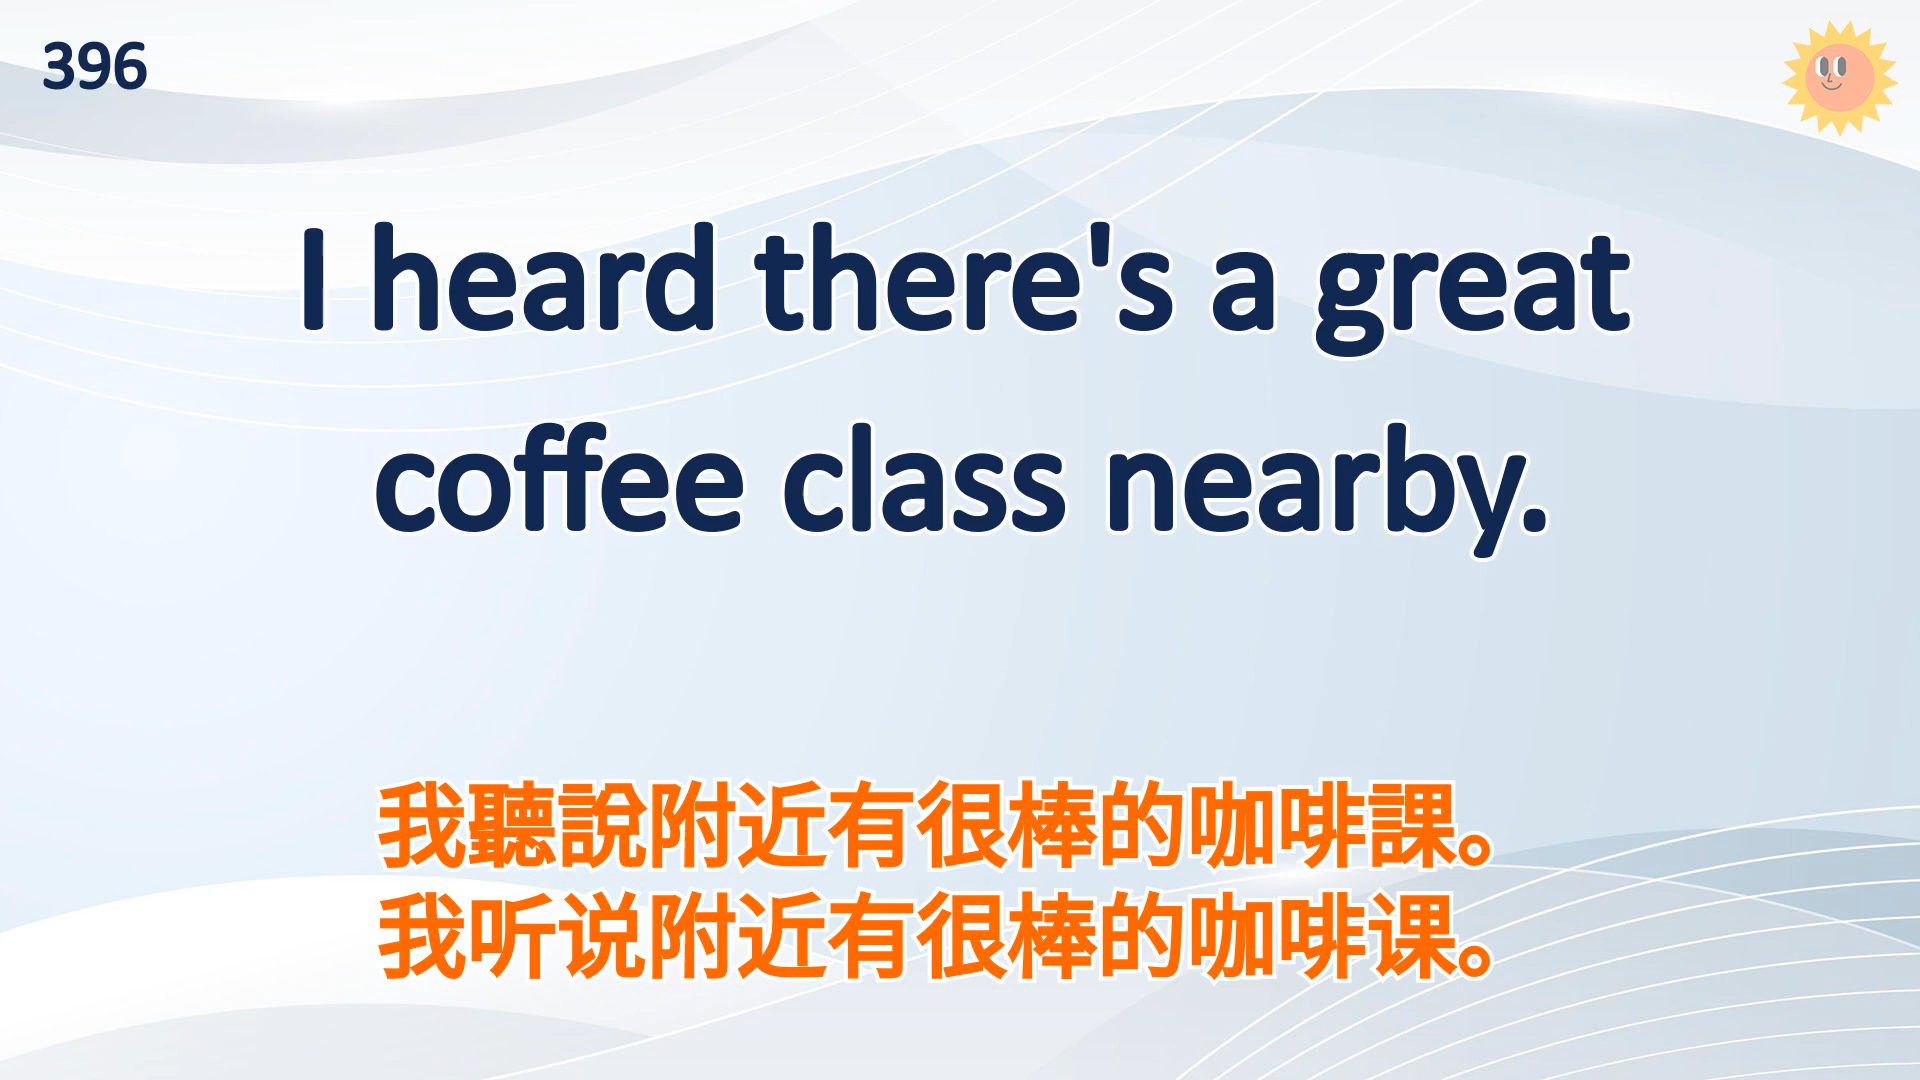 396
I heard there's a great
coffee class nearby.
我聽說附近有很棒的咖啡課。
我听说附近有很棒的咖啡课。